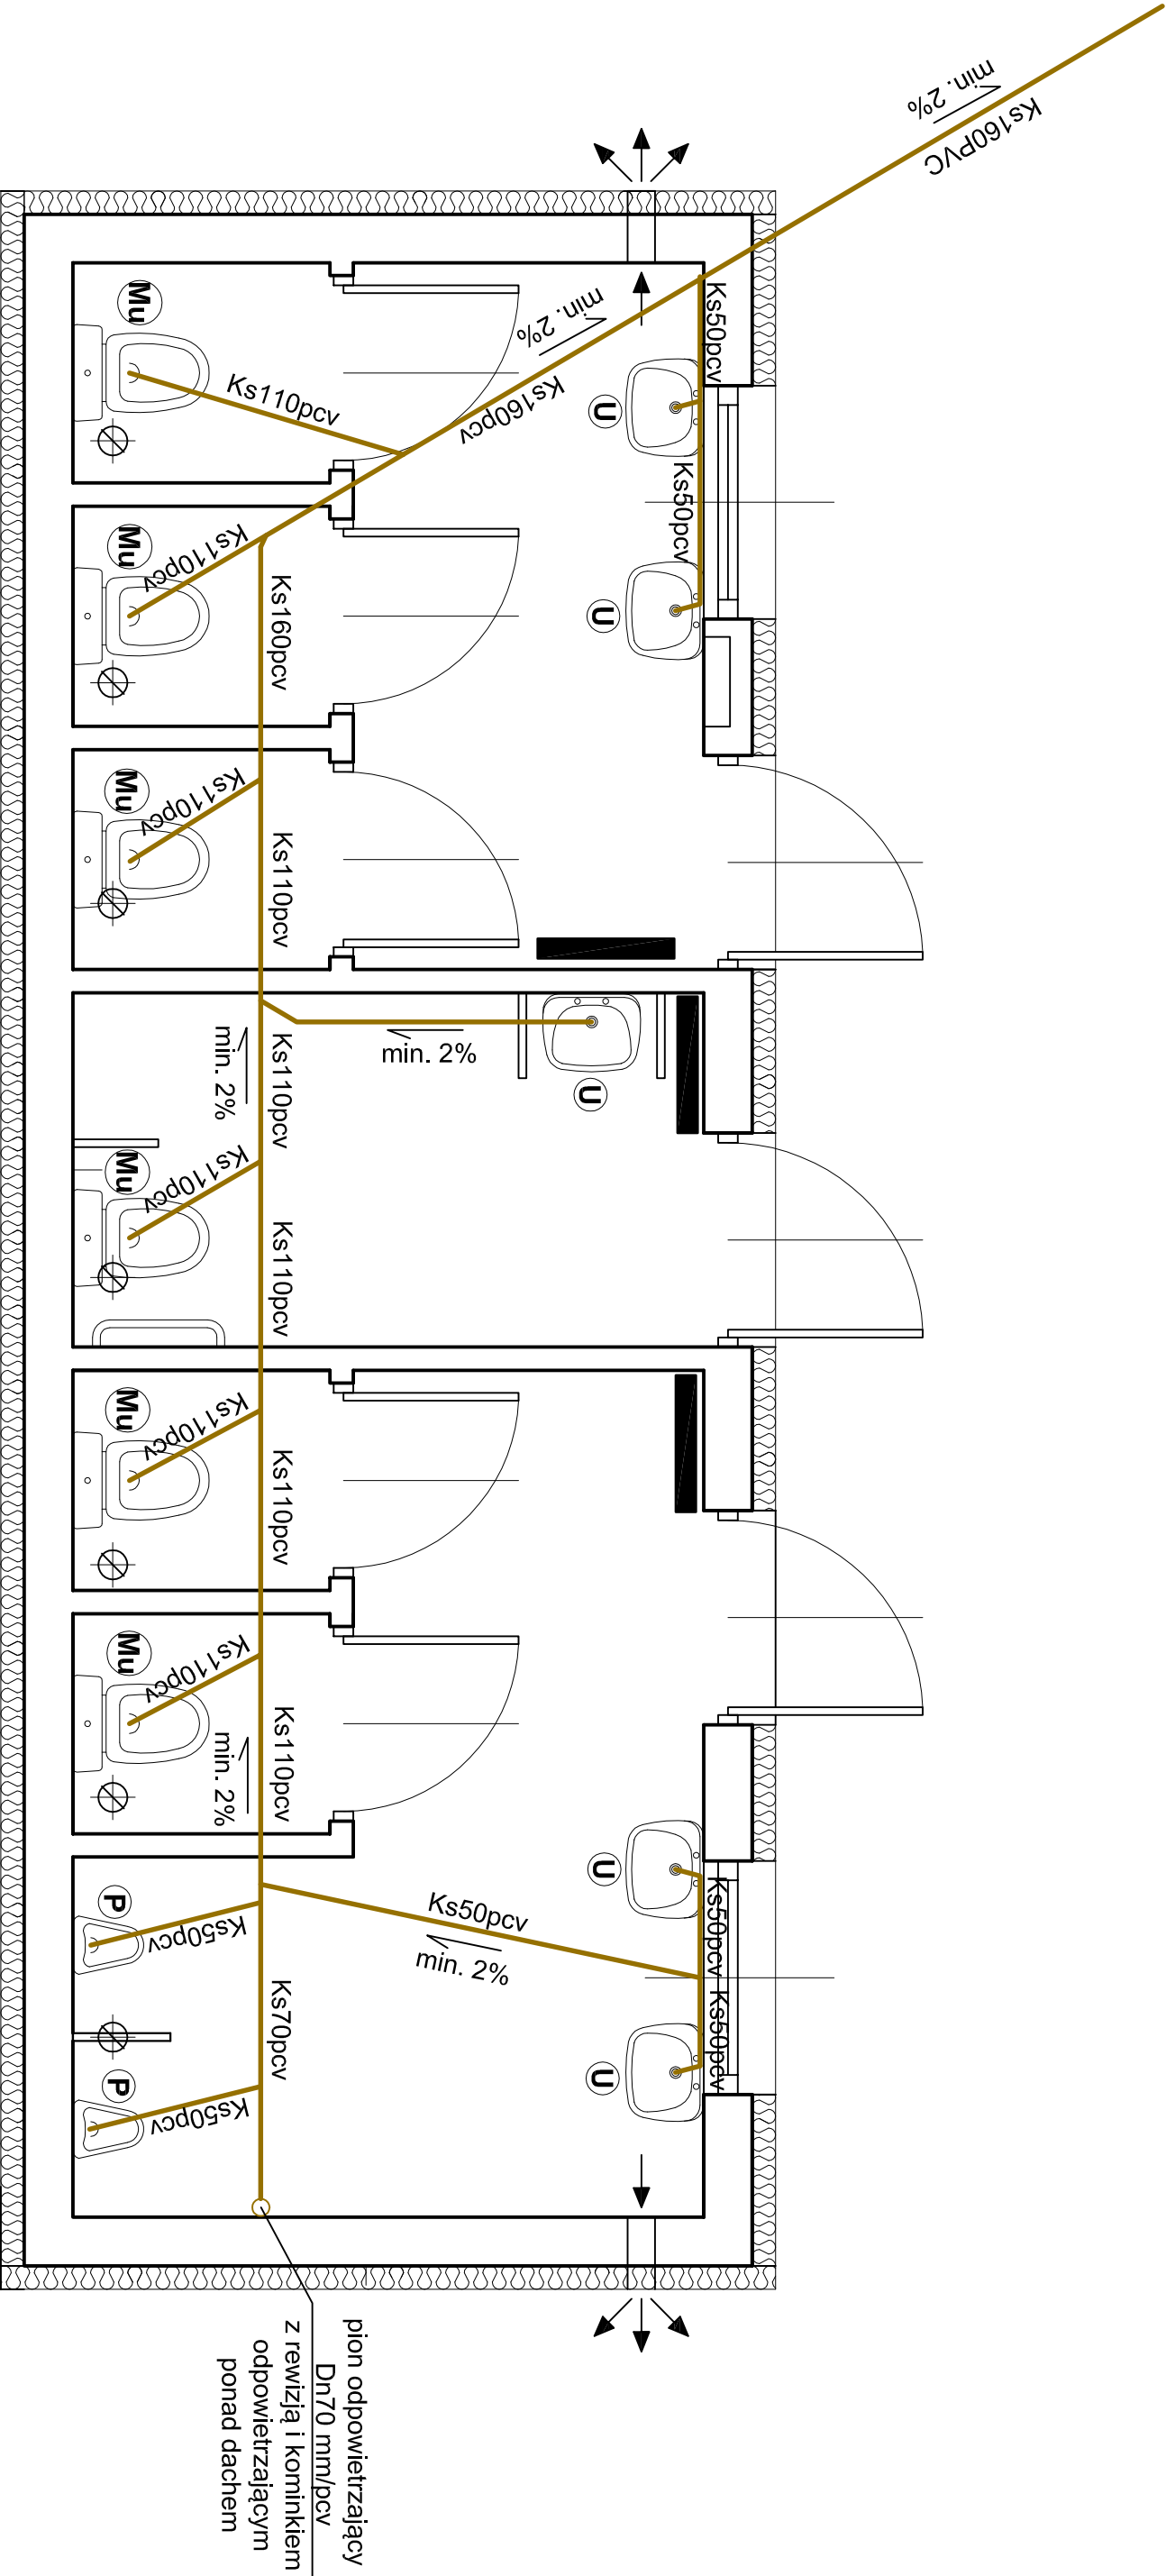 min. 2%
Ks160PVC
Ks50pcv
min. 2%
Ks160pcv
Mu
Ks110pcv
U
Ks50pcv
Mu
Ks110pcv
Ks160pcv
U
Mu
Ks110pcv
Ks110pcv
min. 2%
Ks110pcv
min. 2%
U
Mu
Ks110pcv
Ks110pcv
Mu
Ks110pcv
Ks110pcv
Mu
Ks110pcv
min. 2%
Ks110pcv
U
Ks50pcv
Ks50pcv
min. 2%
Ks50pcv
U
P
Ks50pcv
Ks70pcv
P
Ks50pcv
pion odpowietrzający
Dn70 mm/pcv
z rewizją i kominkiem
odpowietrzającym
ponad dachem